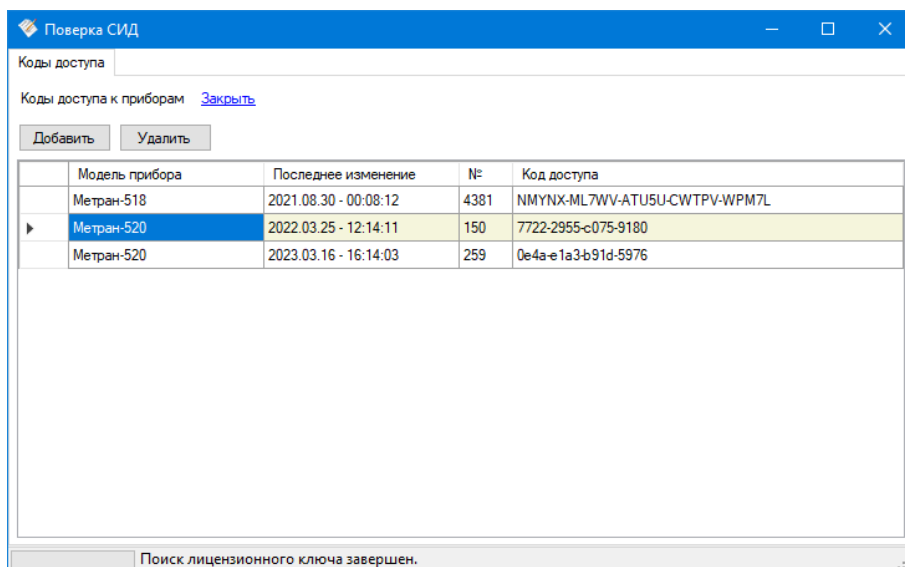 Поверка СИД
Коды доступа
Коды доступа к приборам Закрыть
Добавить Удалить
Модель прибора Последнее изменение № Код доступа
Метран-518 2021.08.30 - 00:08:12 4381 NMYNX-ML7WV-ATU5U-CWTPV-WPM7L
Метран-520 2022.03.25 - 12:14:11 150 7722-2955-c075-9180
Метран-520 2023.03.16 - 16:14:03 259 0e4a-e1a3-b91d-5976
Поиск лицензионного ключа завершен.